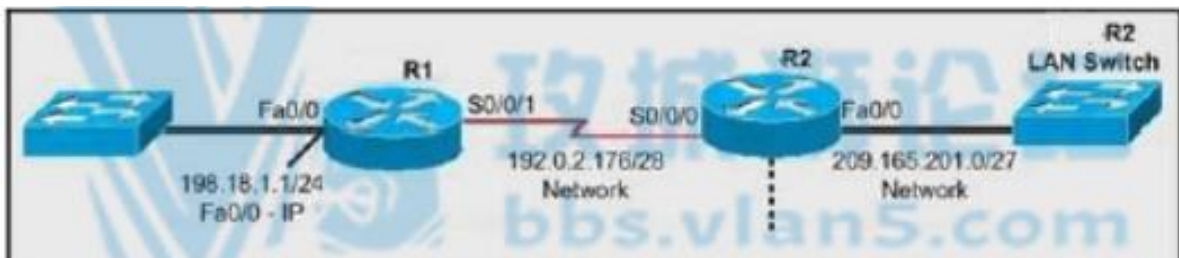 R1
R2
R2
LAN Switch
Fa0/0
S0/0/1
S0/0/0
Fa0/0
198.18.1.1/24
Fa0/0 - IP
192.0.2.176/28
Network
209.165.201.0/27
Network
bbs.vlan5.com